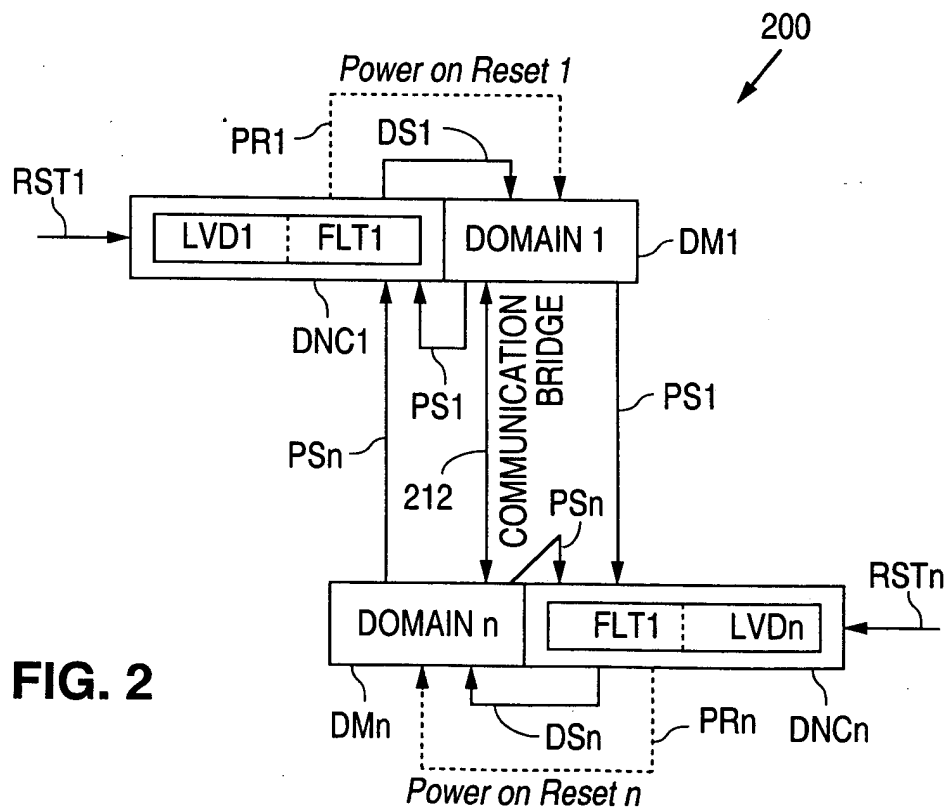 200
Power on Reset 1
PR1
DS1
RST1
LVD1
FLT1
DOMAIN 1
DM1
DNC1
PS1
COMMUNICATION
BRIDGE
PS1
PSn
212
PSn
RSTn
DOMAIN n
FLT1
LVDn
FIG. 2
DMn
DSn
PRn
DNCn
Power on Reset n